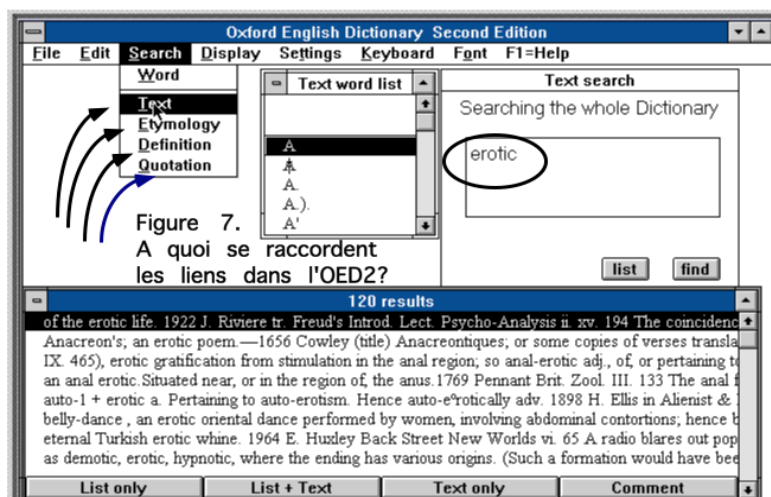 Oxford English Dictionary Second Edition
File Edit Search Display Settings Keyboard Font F1=Help
Word
Text
Etymology
Definition
Quotation
Text word list
A
A.
A.).
A'
Text search
Searching the whole Dictionary
erotic
list find
Figure 7.
A quoi se raccordent
les liens dans l'OED2?
120 results
of the erotic life. 1922 J. Riviere tr. Freud's Introd. Lect. Psycho-Analysis ii. xv. 194 The coincidenc
Anacreon's; an erotic poem.—1656 Cowley (title) Anacreontiques; or some copies of verses transla
IX. 465), erotic gratification from stimulation in the anal region; so anal-erotic adj., of, or pertaining to
an anal erotic.Situated near, or in the region of, the anus.1769 Pennant Brit. Zool. III. 133 The anal f
auto-1 + erotic a. Pertaining to auto-erotism. Hence auto-eºrotically adv. 1898 H. Ellis in Alienist &
belly-dance , an erotic oriental dance performed by women, involving abdominal contortions; hence b
eternal Turkish erotic whine. 1964 E. Huxley Back Street New Worlds vi. 65 A radio blares out pop
as demotic, erotic, hypnotic, where the ending has various origins. (Such a formation would have bee
List only List + Text Text only Comment